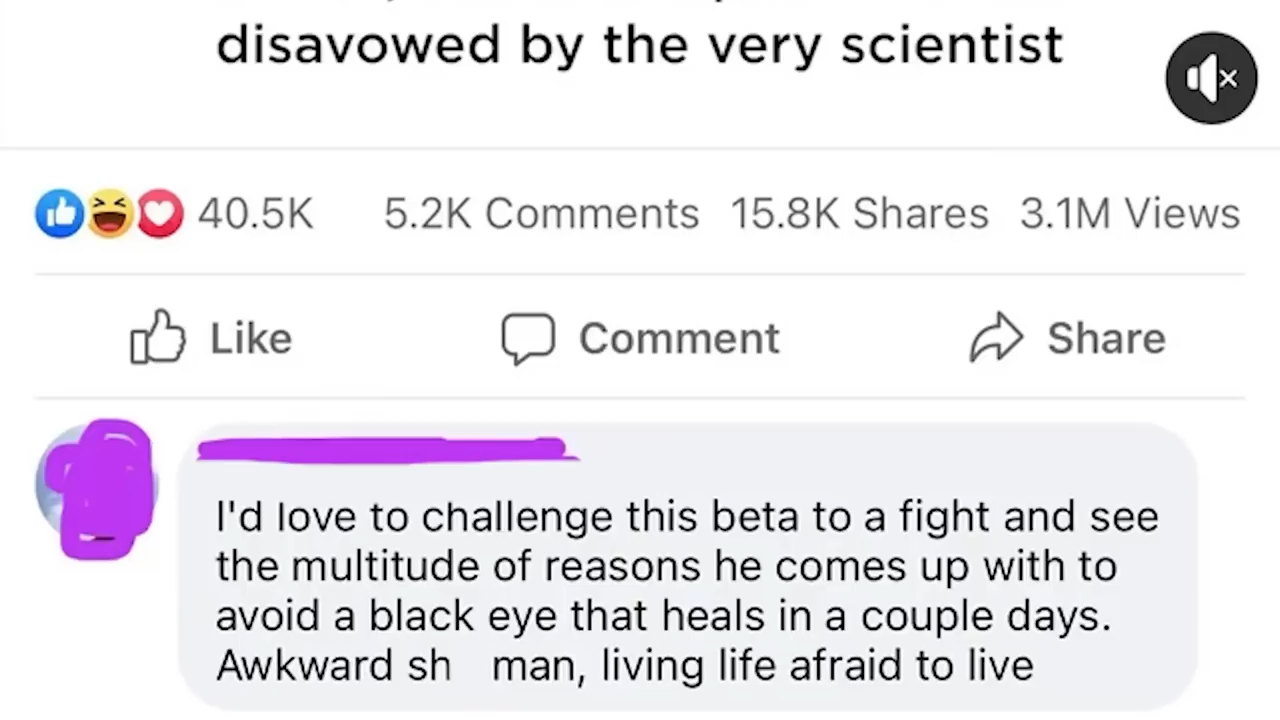 disavowed by the very scientist
40.5K 5.2K Comments 15.8K Shares 3.1M Views
Like Comment Share
I'd love to challenge this beta to a fight and see
the multitude of reasons he comes up with to
avoid a black eye that heals in a couple days.
Awkward sh man, living life afraid to live